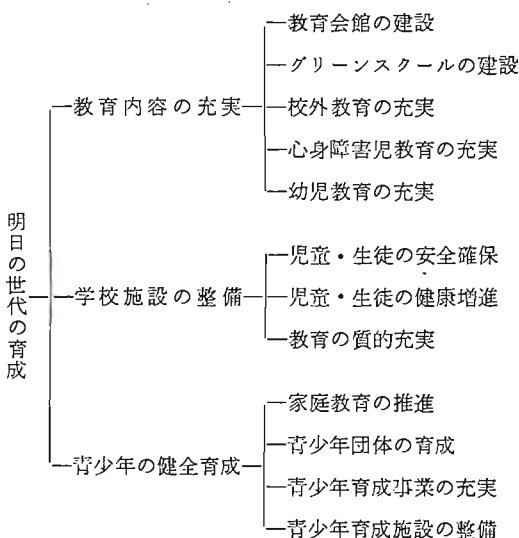 明日の世代の育成
教育内容の充実
教育会館の建設
グリーンスクールの建設
校外教育の充実
心身障害児教育の充実
幼児教育の充実
学校施設の整備
児童・生徒の安全確保
児童・生徒の健康増進
教育の質的充実
青少年の健全育成
家庭教育の推進
青少年団体の育成
青少年育成事業の充実
青少年育成施設の整備